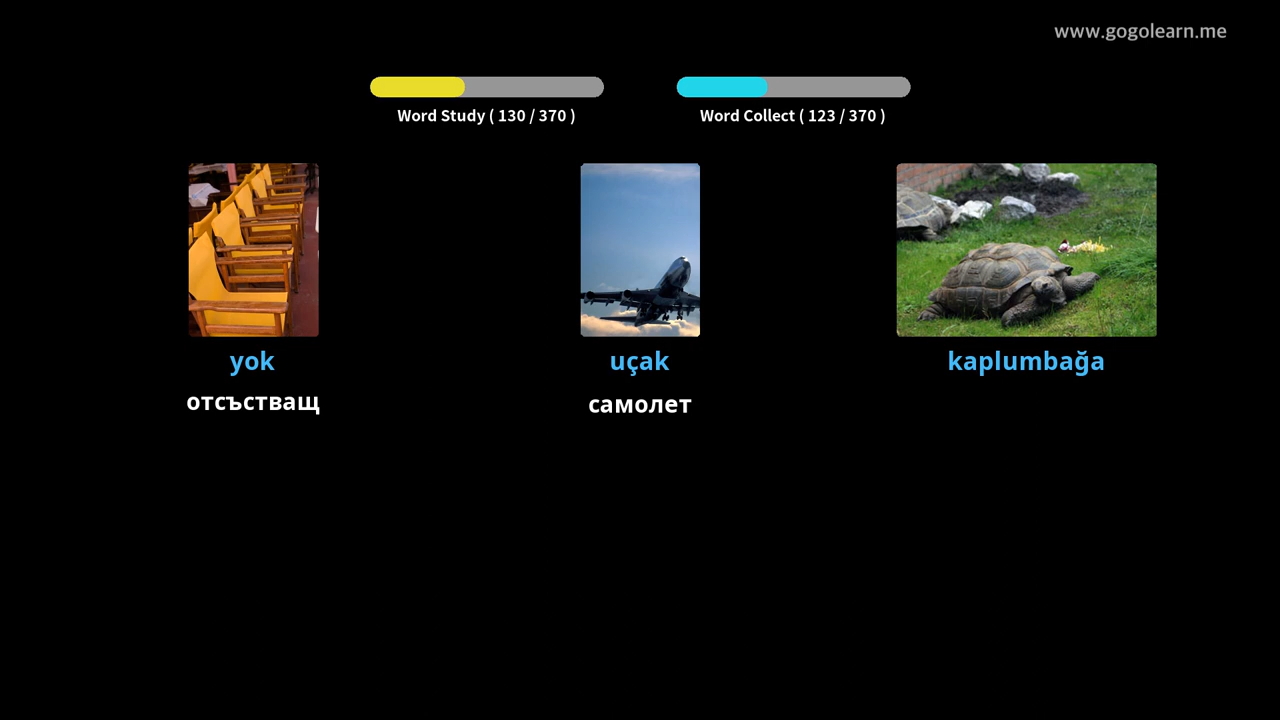 www.gogolearn.me
Word Study ( 130 / 370 )
Word Collect ( 123 / 370 )
yok
uçak
kaplumbağa
отсъстващ
самолет